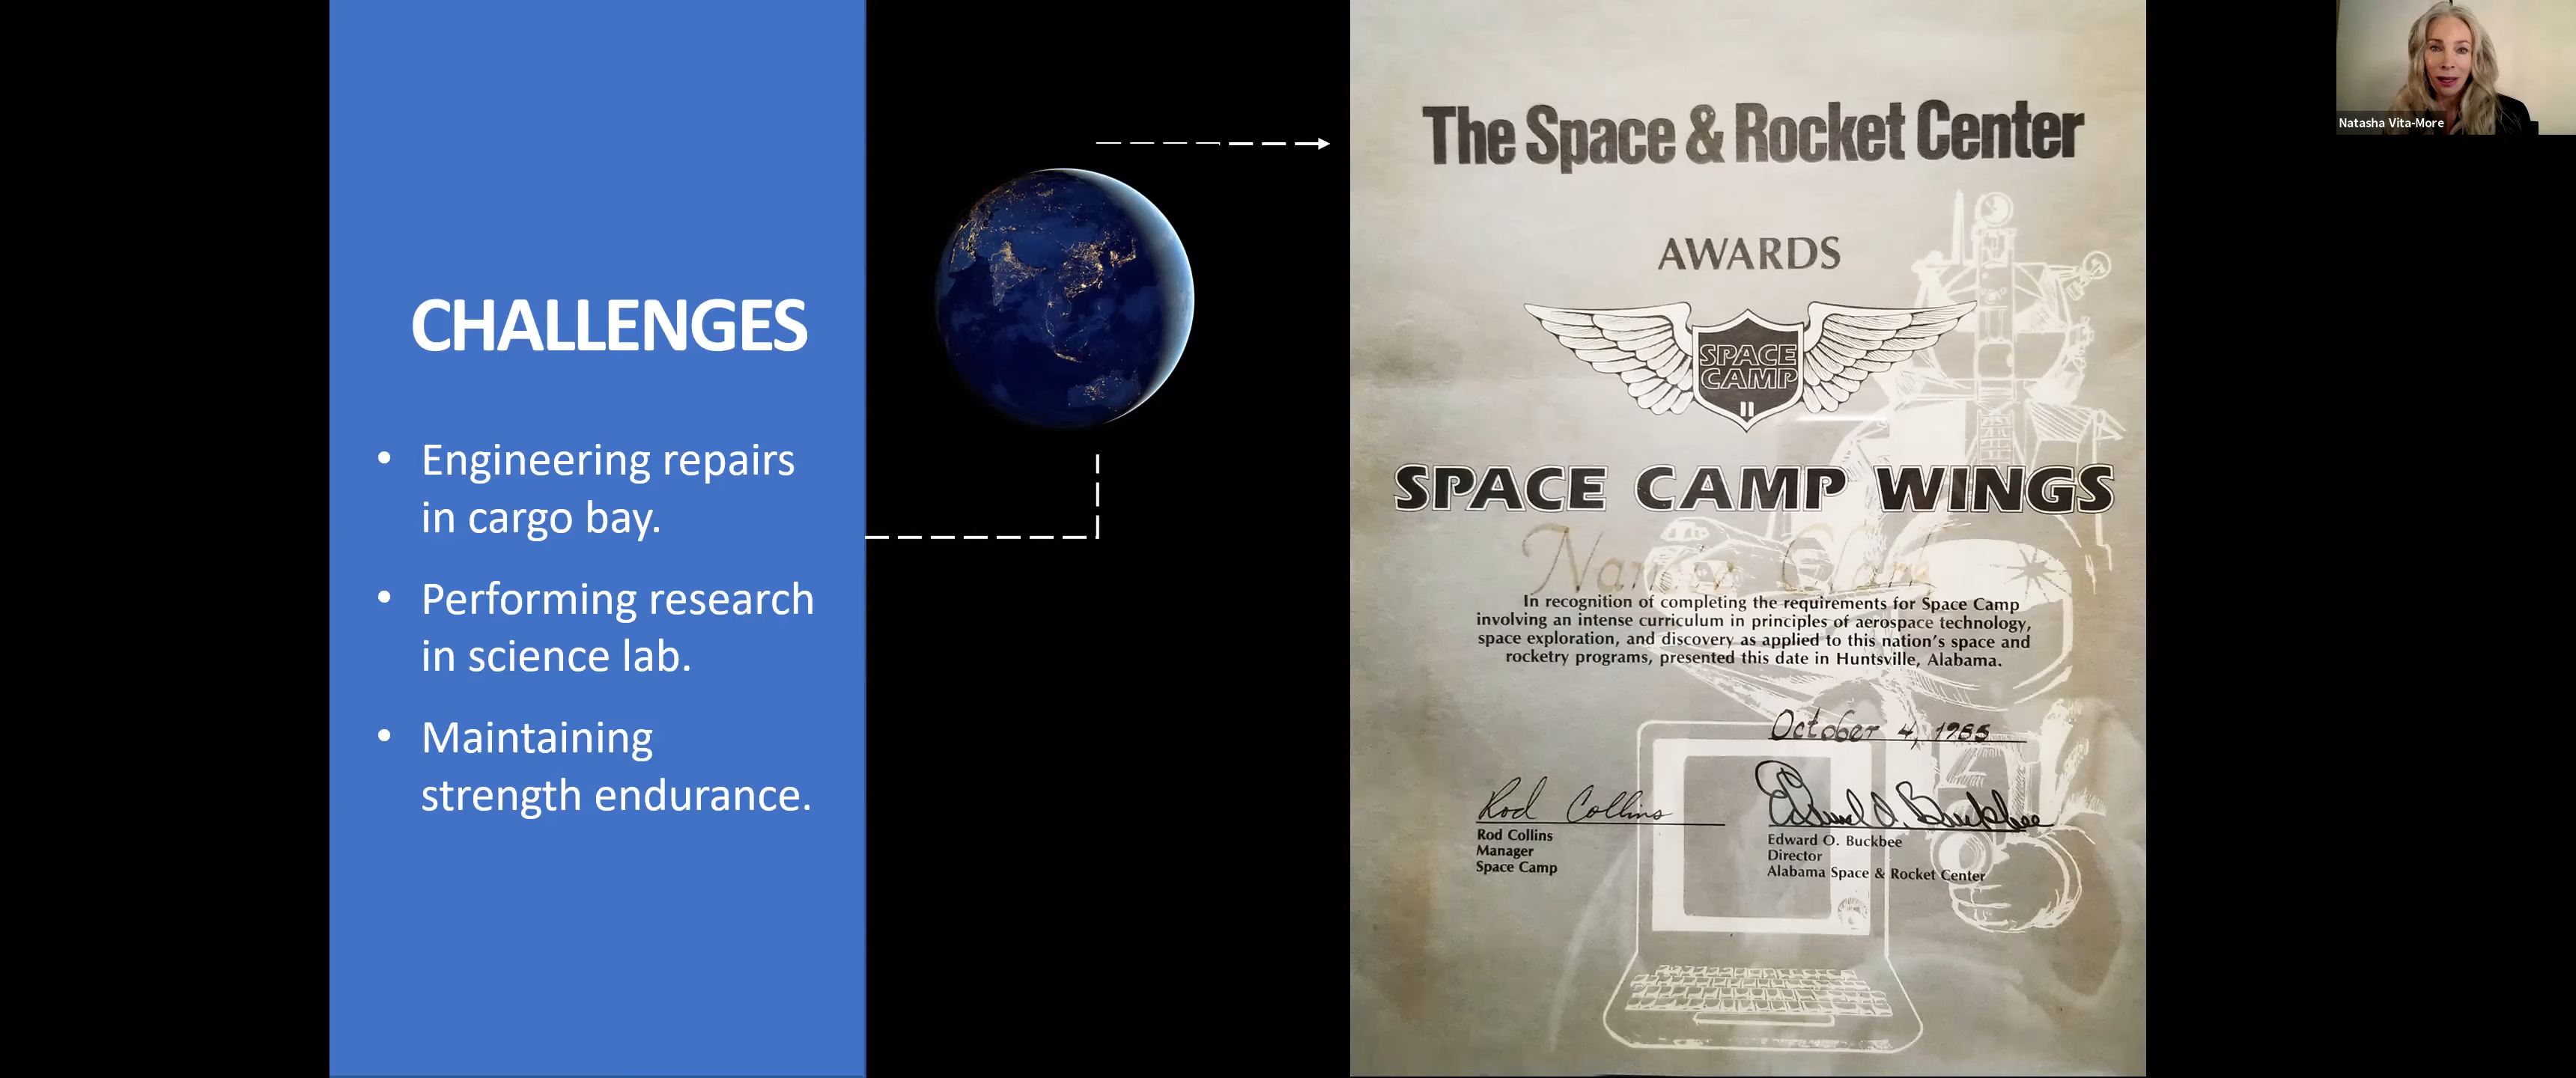 CHALLENGES
• Engineering repairs
in cargo bay.
• Performing research
in science lab.
• Maintaining
strength endurance.
The Space & Rocket Center
AWARDS
SPACE
CAMP
II
SPACE CAMP WINGS
In recognition of completing the requirements for Space Camp
involving an intense curriculum in principles of aerospace technology,
space exploration, and discovery as applied to this nation's space and
rocketry programs, presented this date in Huntsville, Alabama.
October 4, 1985
Rod Collins
Rod Collins
Manager
Space Camp
Edward O. Buckbee
Edward O. Buckbee
Director
Alabama Space & Rocket Center
Natasha Vita-More